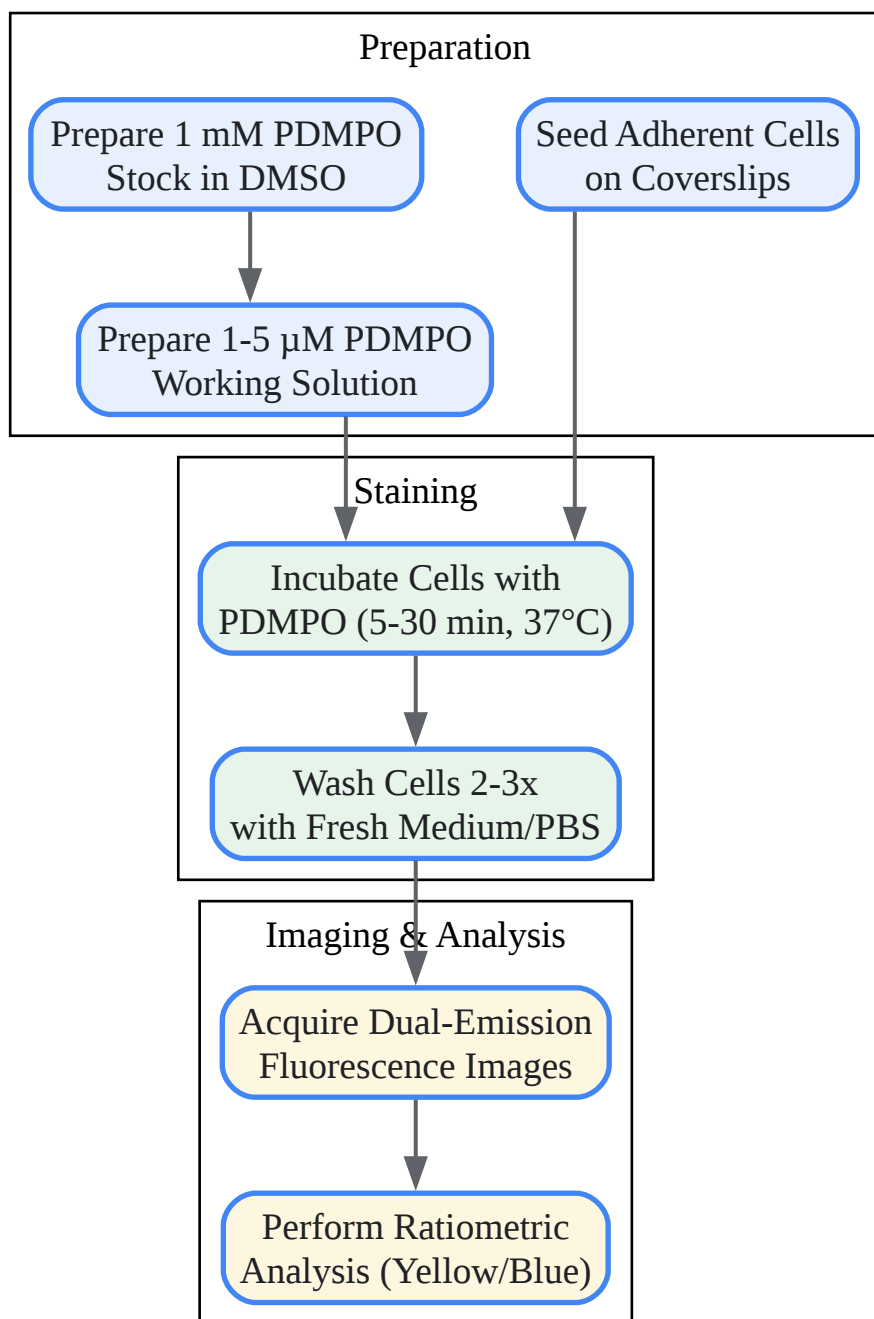 Preparation
Prepare 1 mM PDMPO
Stock in DMSO
Seed Adherent Cells
on Coverslips
Prepare 1-5 µM PDMPO
Working Solution
Staining
Incubate Cells with
PDMPO (5-30 min, 37°C)
Wash Cells 2-3x
with Fresh Medium/PBS
Imaging & Analysis
Acquire Dual-Emission
Fluorescence Images
Perform Ratiometric
Analysis (Yellow/Blue)